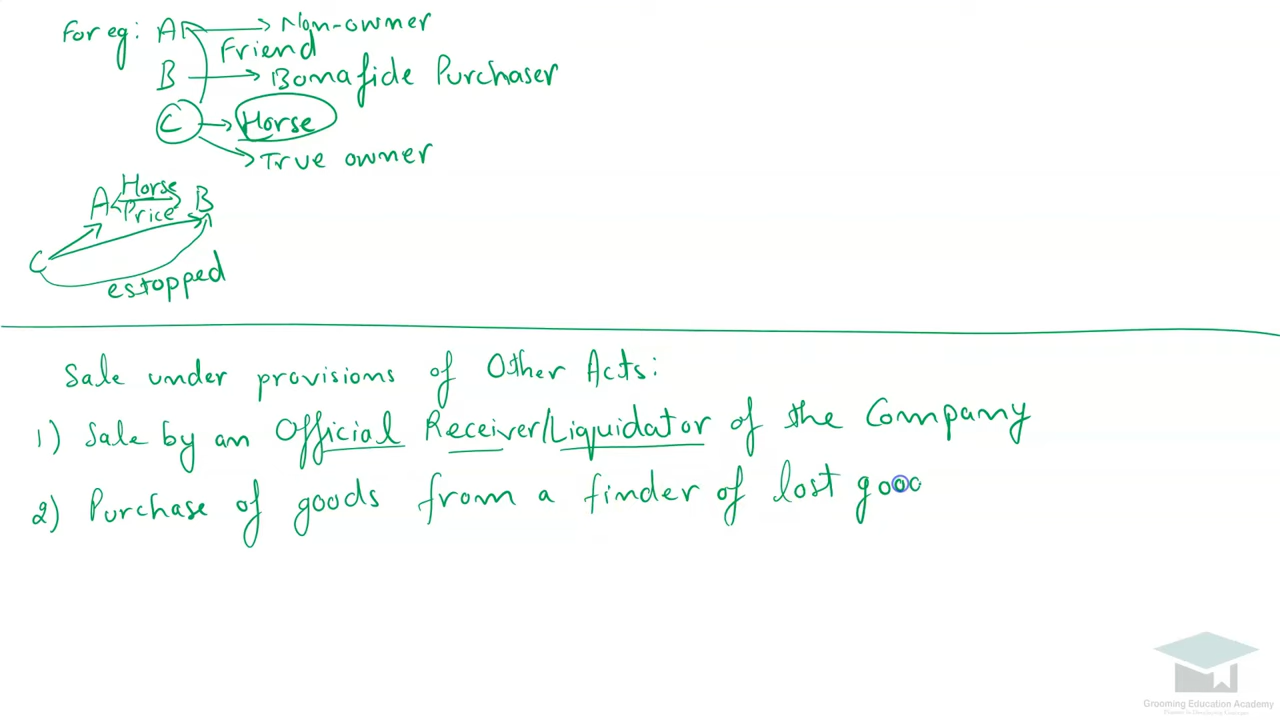 For eg: A → Non-owner
Friend
B → Bonafide Purchaser
C → Horse
True owner
A Horse B
Price
C
estopped
Sale under provisions of Other Acts:
1) Sale by an Official Receiver/Liquidator of the Company
2) Purchase of goods from a finder of lost gooc
Grooming Education Academy